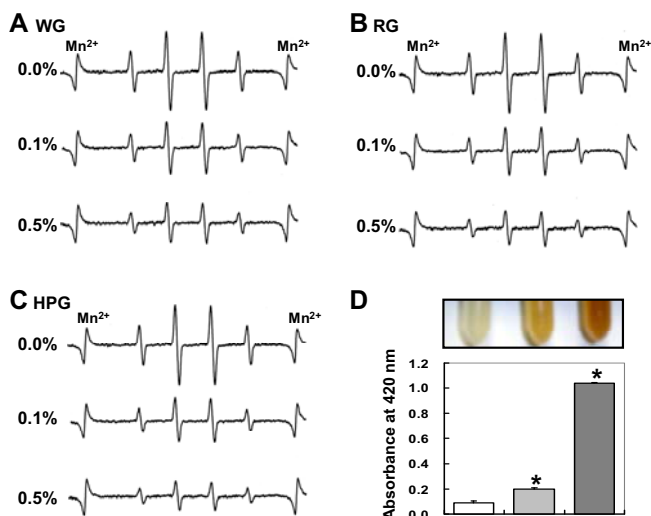 A WG
Mn²⁺ Mn²⁺
0.0%
0.1%
0.5%
B RG
Mn²⁺ Mn²⁺
0.0%
0.1%
0.5%
C HPG
Mn²⁺ Mn²⁺
0.0%
0.1%
0.5%
D
Absorbance at 420 nm
1.2
1.0
0.8
0.6
0.4
0.2
0.0
*
*